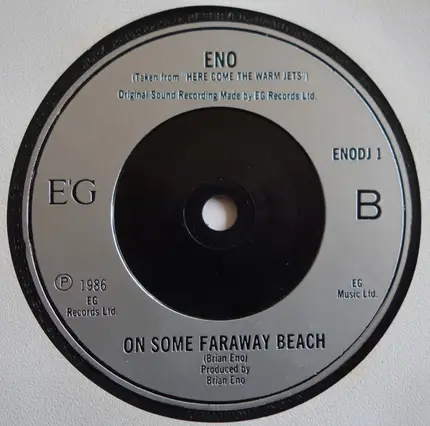 ENO
(Taken from "HERE COME THE WARM JETS")
Original Sound Recording Made by EG Records Ltd.
ENODJ 1
E'G
B
℗ 1986
EG
Records Ltd.
EG
Music Ltd.
ON SOME FARAWAY BEACH
(Brian Eno)
Produced by
Brian Eno